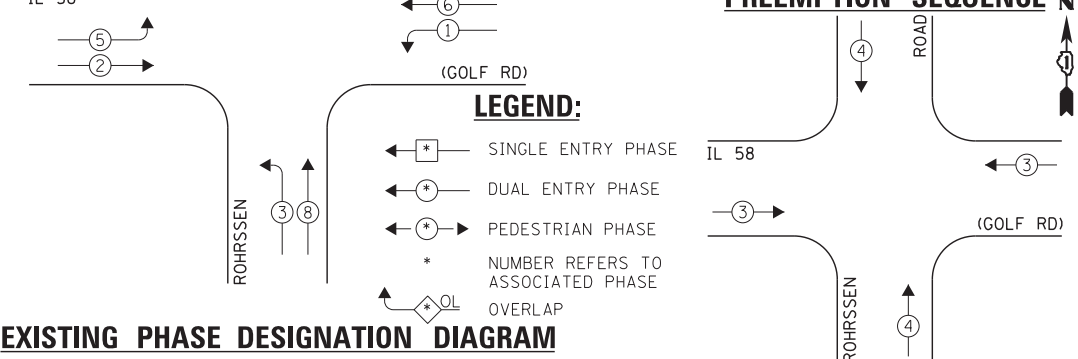 IL 58
5
2
6
1
(GOLF RD)
3
8
ROHRSSEN
LEGEND:
* SINGLE ENTRY PHASE
* DUAL ENTRY PHASE
* PEDESTRIAN PHASE
* NUMBER REFERS TO
ASSOCIATED PHASE
* OL OVERLAP
EXISTING PHASE DESIGNATION DIAGRAM
PREEMPTION SEQUENCE
N
4
ROAD
IL 58
3
3
(GOLF RD)
ROHRSSEN
4